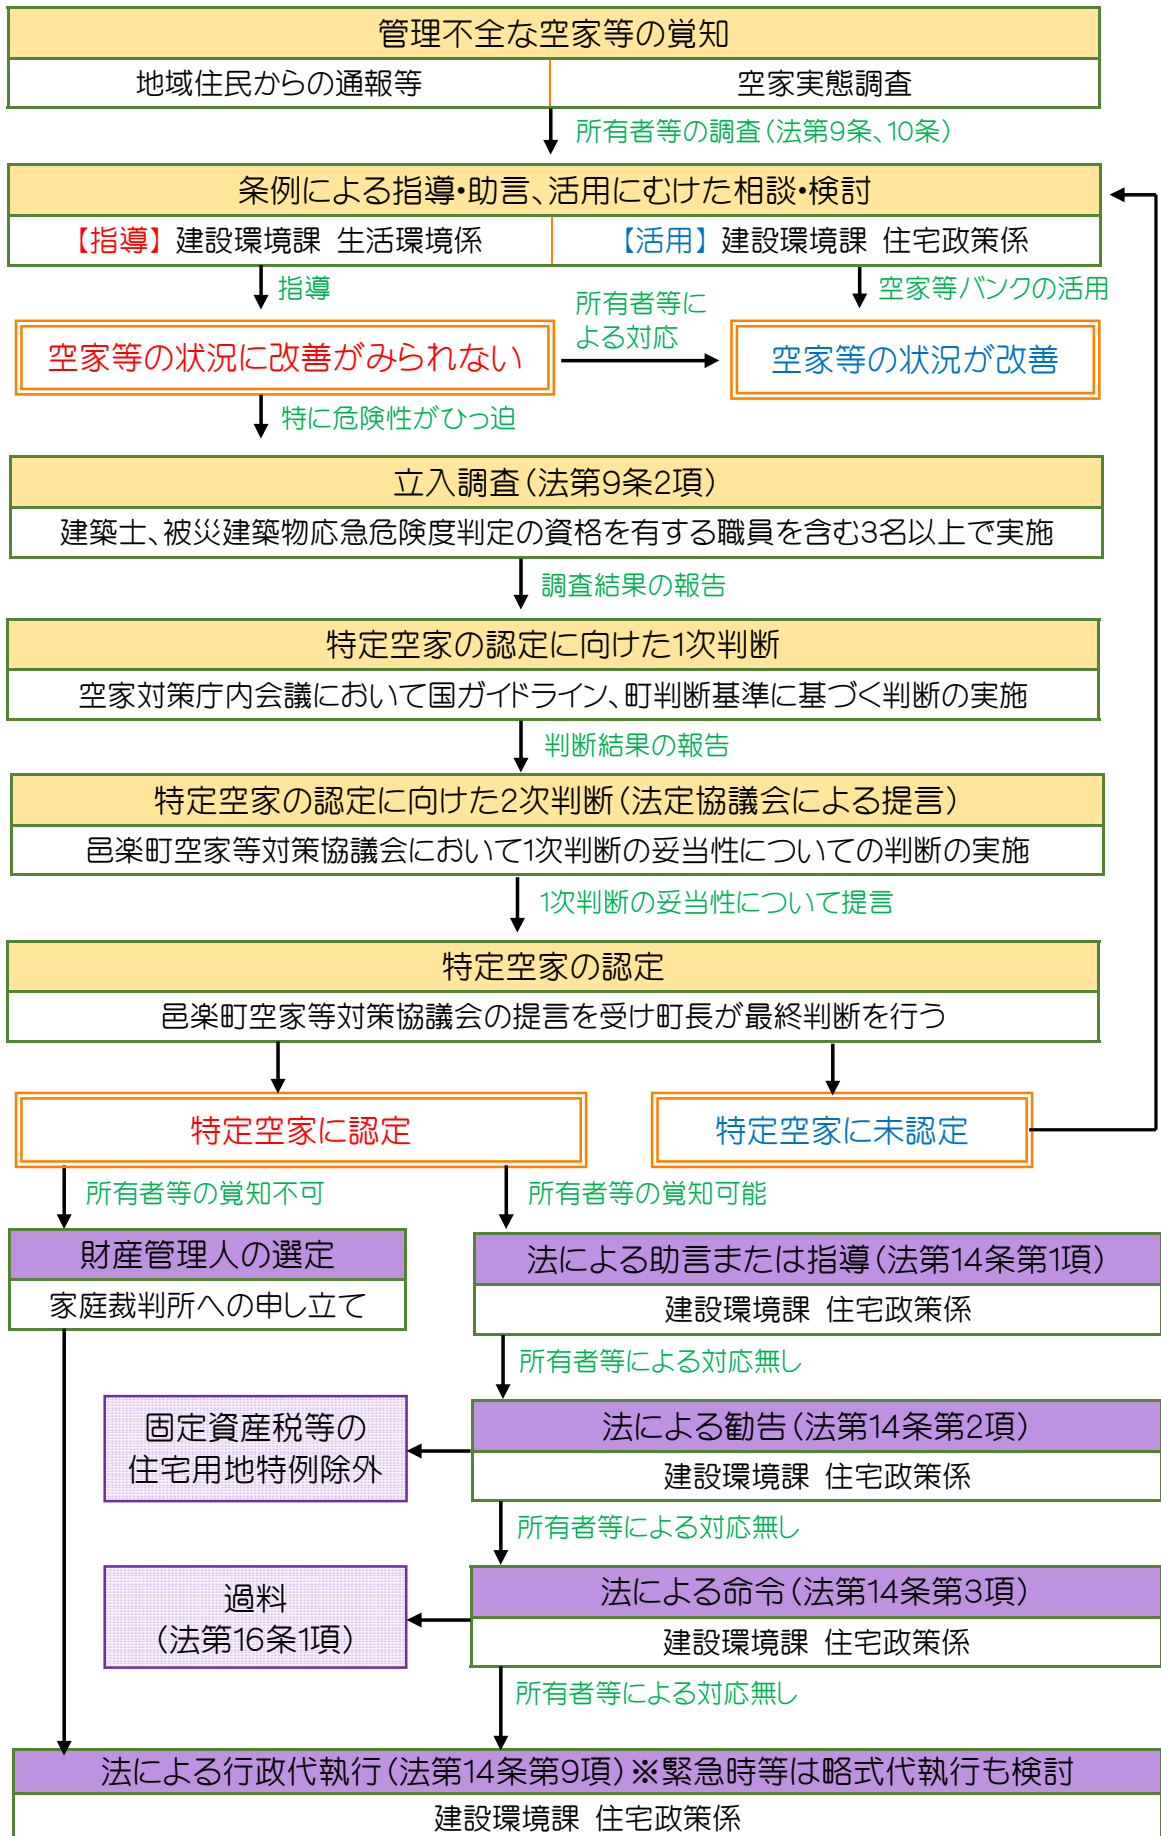 管理不全な空家等の覚知
地域住民からの通報等
空家実態調査
所有者等の調査(法第9条、10条)
条例による指導・助言、活用にむけた相談・検討
【指導】建設環境課 生活環境係
【活用】建設環境課 住宅政策係
指導
所有者等に
よる対応
空家等バンクの活用
空家等の状況に改善がみられない
空家等の状況が改善
特に危険性がひっ迫
立入調査(法第9条2項)
建築士、被災建築物応急危険度判定の資格を有する職員を含む3名以上で実施
調査結果の報告
特定空家の認定に向けた1次判断
空家対策庁内会議において国ガイドライン、町判断基準に基づく判断の実施
判断結果の報告
特定空家の認定に向けた2次判断(法定協議会による提言)
邑楽町空家等対策協議会において1次判断の妥当性についての判断の実施
1次判断の妥当性について提言
特定空家の認定
邑楽町空家等対策協議会の提言を受け町長が最終判断を行う
特定空家に認定
特定空家に未認定
所有者等の覚知不可
所有者等の覚知可能
財産管理人の選定
家庭裁判所への申し立て
法による助言または指導(法第14条第1項)
建設環境課 住宅政策係
所有者等による対応無し
固定資産税等の
住宅用地特例除外
法による勧告(法第14条第2項)
建設環境課 住宅政策係
所有者等による対応無し
過料
(法第16条1項)
法による命令(法第14条第3項)
建設環境課 住宅政策係
所有者等による対応無し
法による行政代執行(法第14条第9項)※緊急時等は略式代執行も検討
建設環境課 住宅政策係